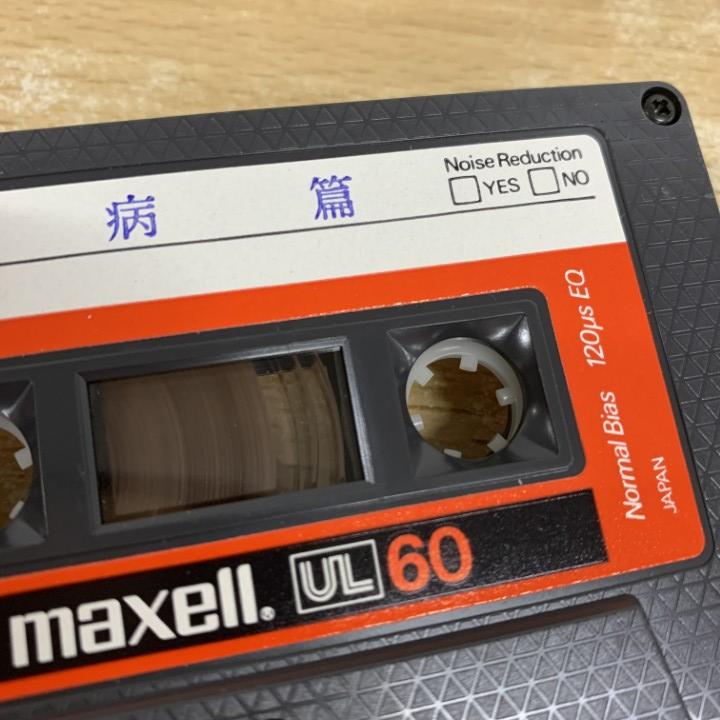 Noise Reduction
病 篇 YES NO
Normal Bias 120μs EQ
JAPAN
maxell. UL 60